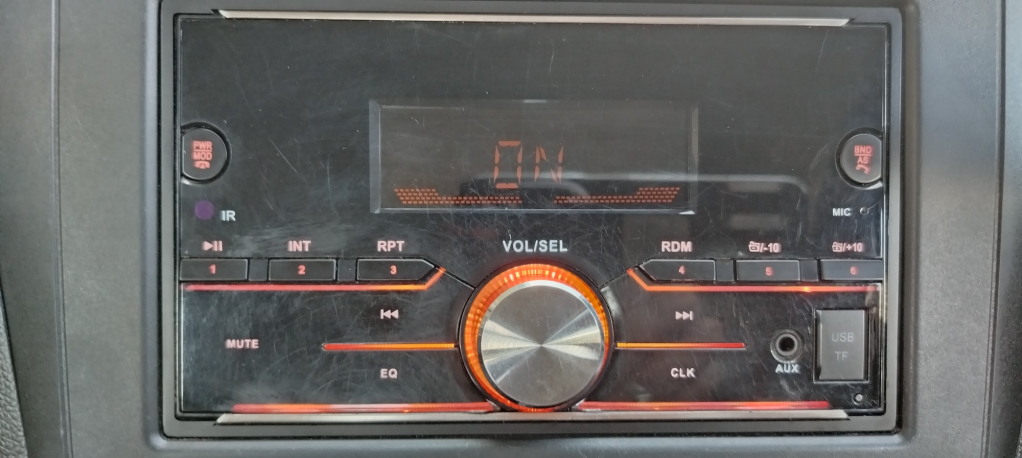 ON
PWR
MOD
BND
AS
IR
MIC
INT
RPT
VOL/SEL
RDM
/-10
/+10
1
2
3
4
5
6
MUTE
EQ
CLK
AUX
USB
TF